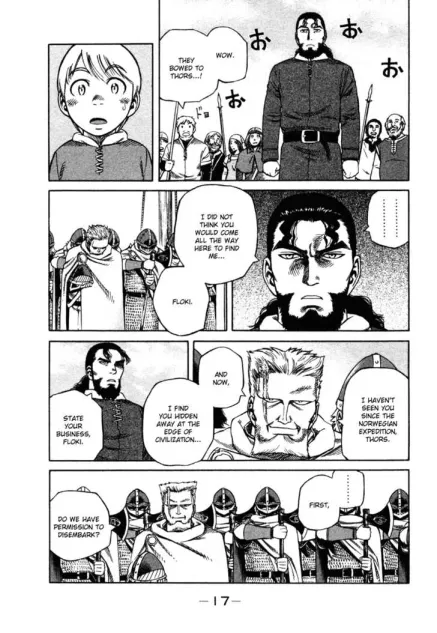 WOW.
THEY
BOWED TO
THORS...!
お
お
お
お
I DID NOT
THINK YOU
WOULD COME
ALL THE WAY
HERE TO FIND
ME...
FLOKI.
I HAVEN'T
SEEN YOU
SINCE THE
NORWEGIAN
EXPEDITION,
THORS.
AND
NOW,
I FIND
YOU HIDDEN
AWAY AT THE
EDGE OF
CIVILIZATION...
STATE
YOUR
BUSINESS,
FLOKI.
FIRST,
DO WE HAVE
PERMISSION TO
DISEMBARK?
—17—